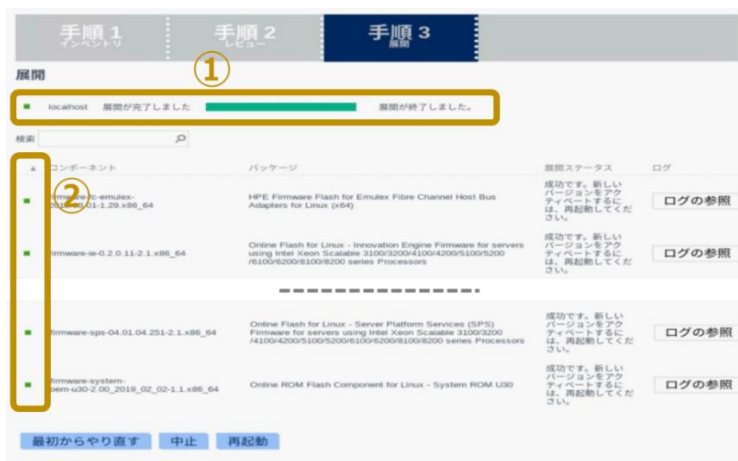 手順 1
インベントリ
手順 2
レビュー
手順 3
展開
展開
①
localhost 展開が完了しました 展開が終了しました。
検索
②
コンポーネント パッケージ 展開ステータス ログ
HPE Firmware Flash for Emulex Fibre Channel Host Bus
Adapters for Linux (x64)
成功です。新しい
バージョンをアク
ティベートするに
は、再起動してくだ
さい。
ログの参照
firmware-ie-0.2.0.11-2.1.x86_64
Online Flash for Linux - Innovation Engine Firmware for servers
using Intel Xeon Scalable 3100/3200/4100/4200/5100/5200
/6100/6200/8100/8200 series Processors
成功です。新しい
バージョンをアク
ティベートするに
は、再起動してくだ
さい。
ログの参照
firmware-sps-04.01.04.251-2.1.x86_64
Online Flash for Linux - Server Platform Services (SPS)
Firmware for servers using Intel Xeon Scalable 3100/3200
/4100/4200/5100/5200/6100/6200/8100/8200 series Processors
成功です。新しい
バージョンをアク
ティベートするに
は、再起動してくだ
さい。
ログの参照
firmware-system-
u30-2.00_2019_02_02-1.1.x86_64
Online ROM Flash Component for Linux - System ROM U30
成功です。新しい
バージョンをアク
ティベートするに
は、再起動してくだ
さい。
ログの参照
最初からやり直す 中止 再起動